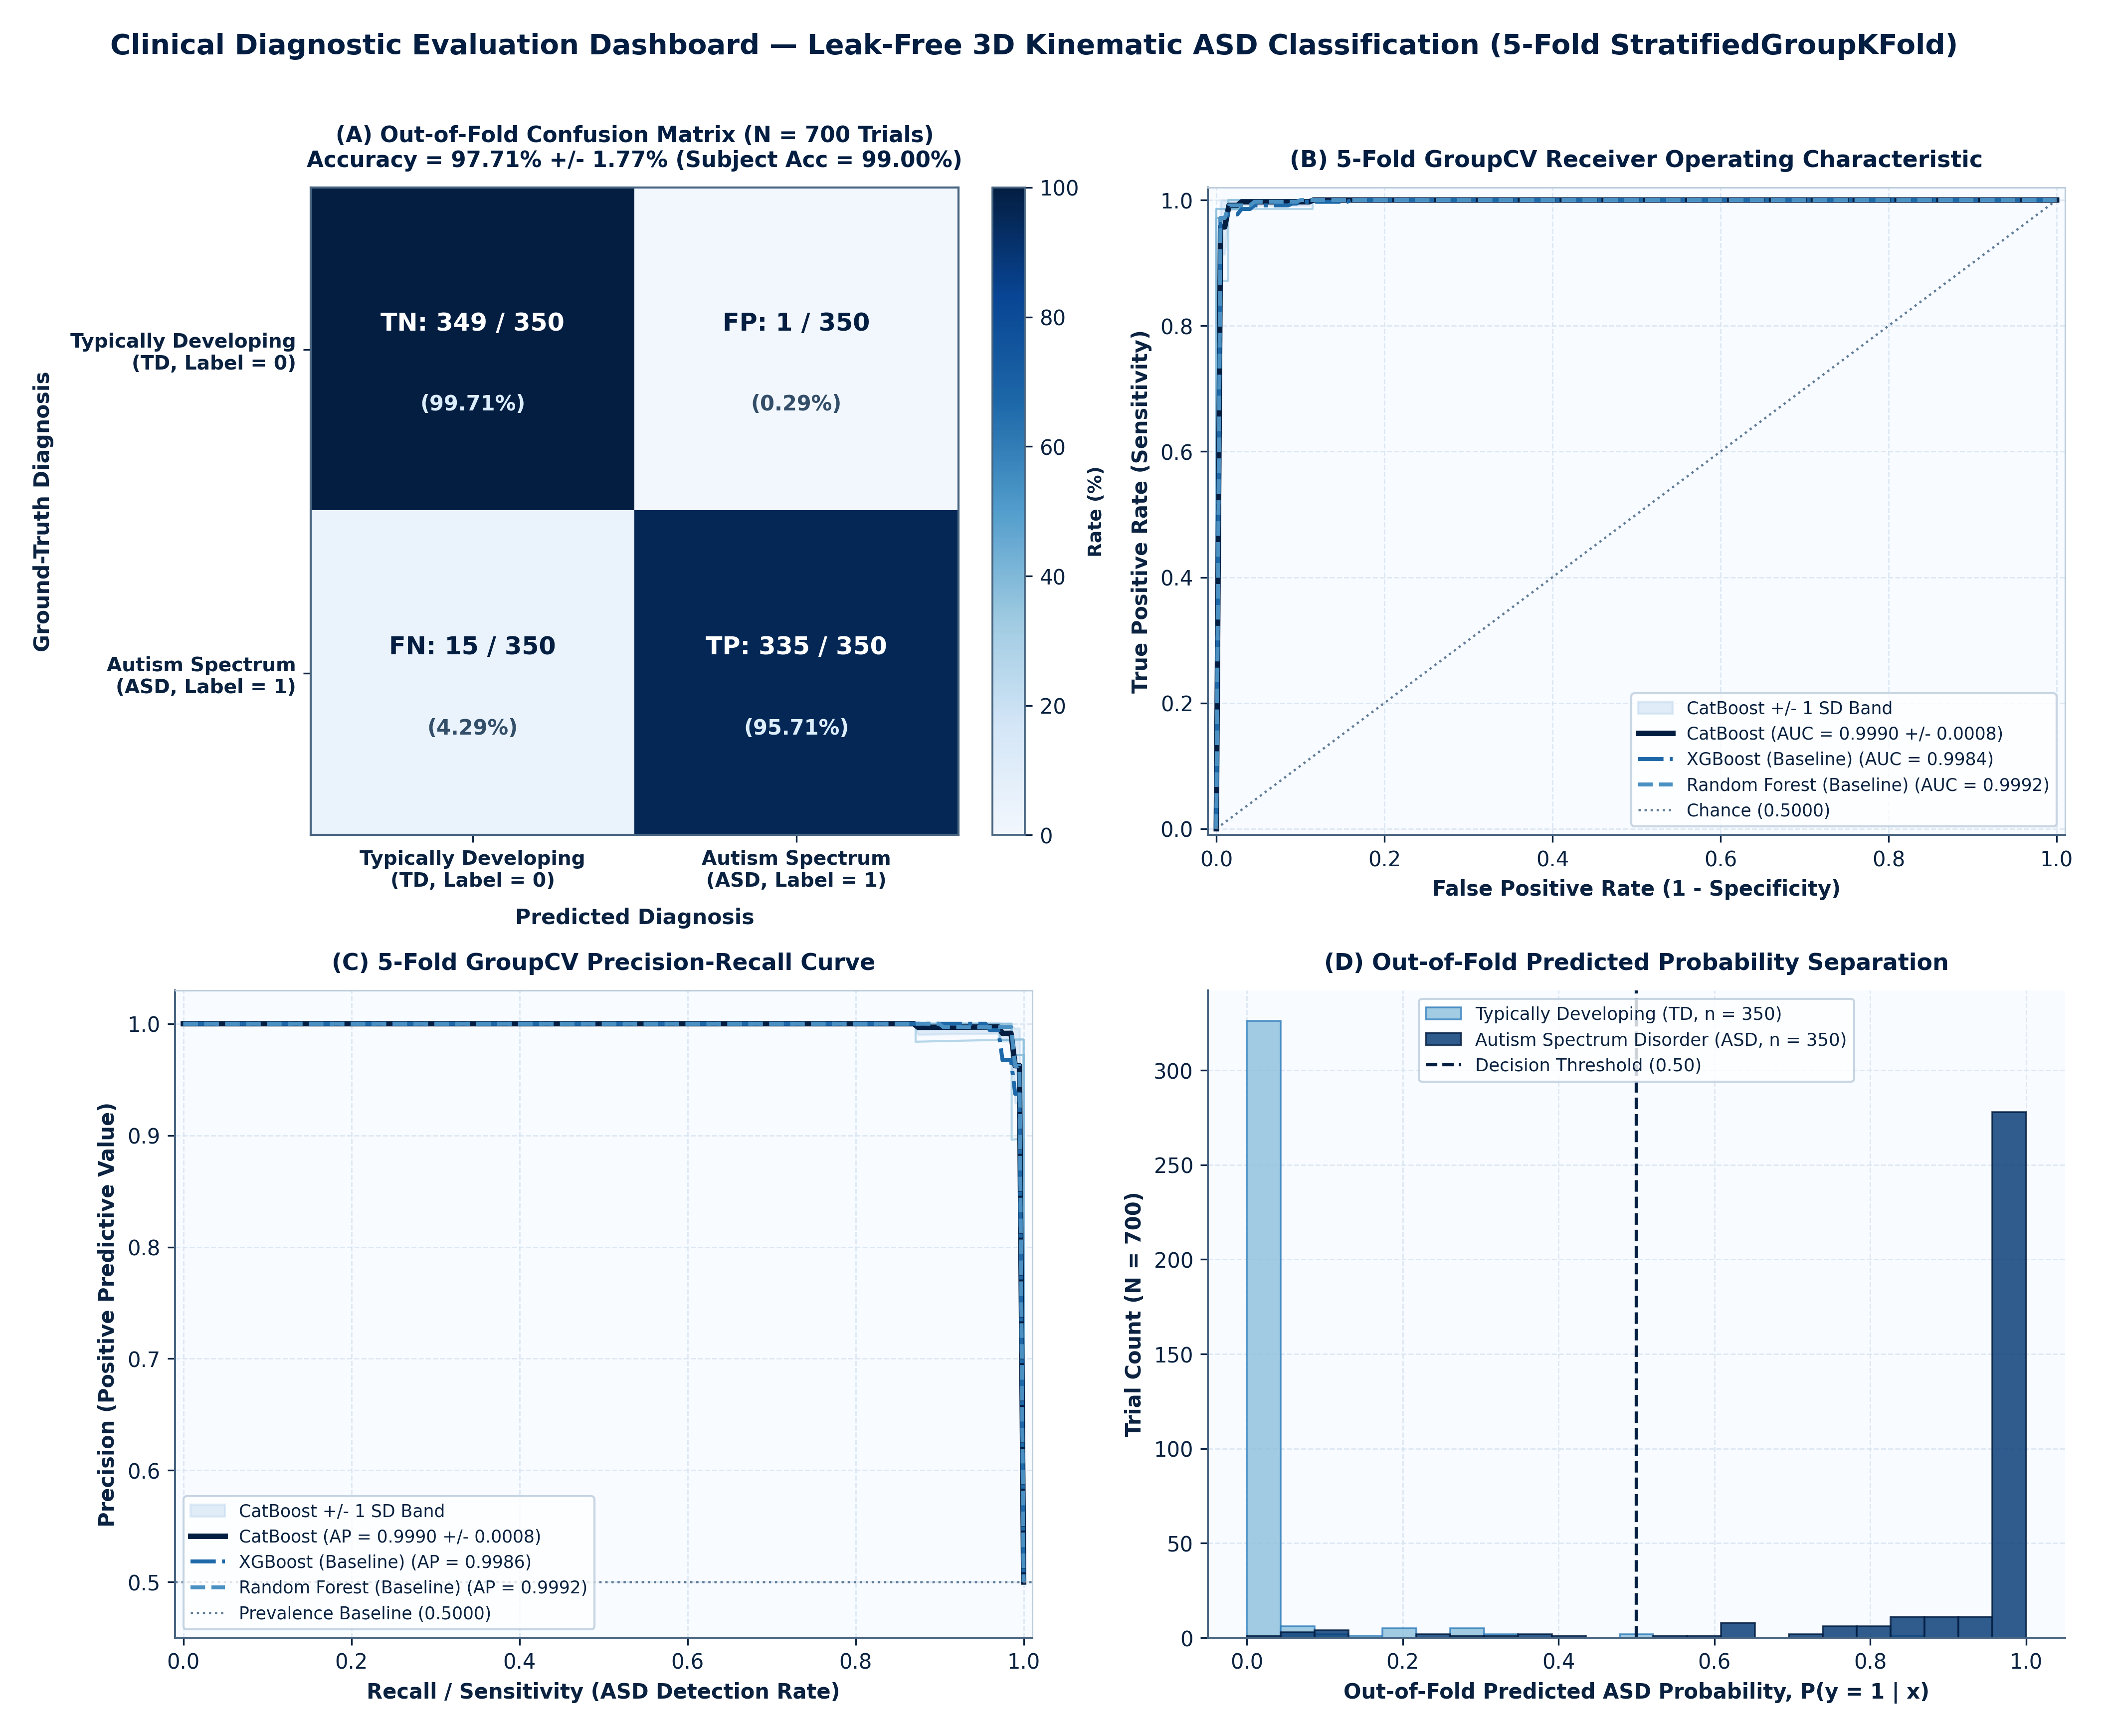 Clinical Diagnostic Evaluation Dashboard — Leak-Free 3D Kinematic ASD Classification (5-Fold StratifiedGroupKFold)
(A) Out-of-Fold Confusion Matrix (N = 700 Trials)
Accuracy = 97.71% +/- 1.77% (Subject Acc = 99.00%)
Ground-Truth Diagnosis
Typically Developing
(TD, Label = 0)
Autism Spectrum
(ASD, Label = 1)
TN: 349 / 350
(99.71%)
FP: 1 / 350
(0.29%)
FN: 15 / 350
(4.29%)
TP: 335 / 350
(95.71%)
Typically Developing
(TD, Label = 0)
Autism Spectrum
(ASD, Label = 1)
Predicted Diagnosis
100
80
60
40
20
0
Rate (%)
(B) 5-Fold GroupCV Receiver Operating Characteristic
True Positive Rate (Sensitivity)
1.0
0.8
0.6
0.4
0.2
0.0
CatBoost +/- 1 SD Band
CatBoost (AUC = 0.9990 +/- 0.0008)
XGBoost (Baseline) (AUC = 0.9984)
Random Forest (Baseline) (AUC = 0.9992)
Chance (0.5000)
0.0 0.2 0.4 0.6 0.8 1.0
False Positive Rate (1 - Specificity)
(C) 5-Fold GroupCV Precision-Recall Curve
Precision (Positive Predictive Value)
1.0
0.9
0.8
0.7
0.6
0.5
CatBoost +/- 1 SD Band
CatBoost (AP = 0.9990 +/- 0.0008)
XGBoost (Baseline) (AP = 0.9986)
Random Forest (Baseline) (AP = 0.9992)
Prevalence Baseline (0.5000)
0.0 0.2 0.4 0.6 0.8 1.0
Recall / Sensitivity (ASD Detection Rate)
(D) Out-of-Fold Predicted Probability Separation
Typically Developing (TD, n = 350)
Autism Spectrum Disorder (ASD, n = 350)
Decision Threshold (0.50)
Trial Count (N = 700)
300
250
200
150
100
50
0
0.0 0.2 0.4 0.6 0.8 1.0
Out-of-Fold Predicted ASD Probability, P(y = 1 | x)